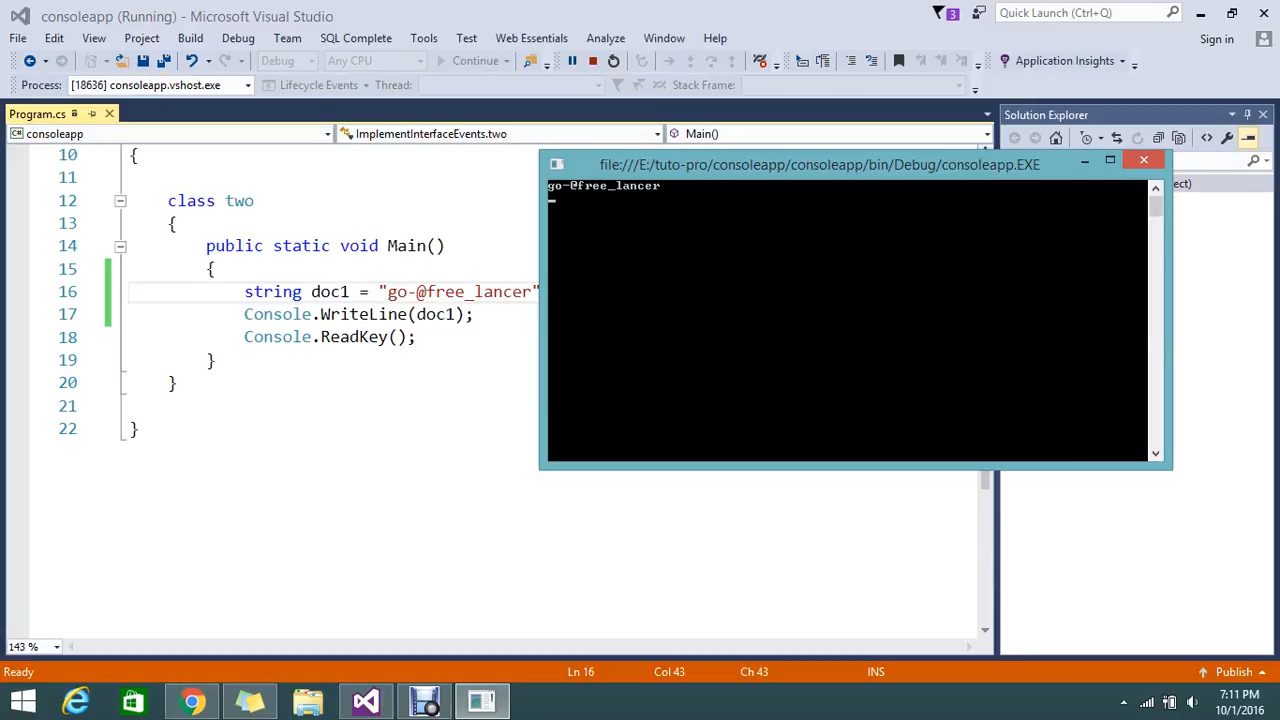 consoleapp (Running) - Microsoft Visual Studio
3
Quick Launch (Ctrl+Q)
File Edit View Project Build Debug Team SQL Complete Tools Test Web Essentials Analyze Window Help
Sign in
Debug Any CPU Continue Application Insights
Process: [18636] consoleapp.vshost.exe Lifecycle Events Thread: Stack Frame:
Program.cs
Solution Explorer
consoleapp
ImplementInterfaceEvents.two
Main()
file:///E:/tuto-pro/consoleapp/consoleapp/bin/Debug/consoleapp.EXE
go-@free_lancer
ect)
10 {
11
12 class two
13 {
14 public static void Main()
15 {
16 string doc1 = "go-@free_lancer"
17 Console.WriteLine(doc1);
18 Console.ReadKey();
19 }
20 }
21
22 }
143 %
Ready Ln 16 Col 43 Ch 43 INS Publish
7:11 PM
10/1/2016